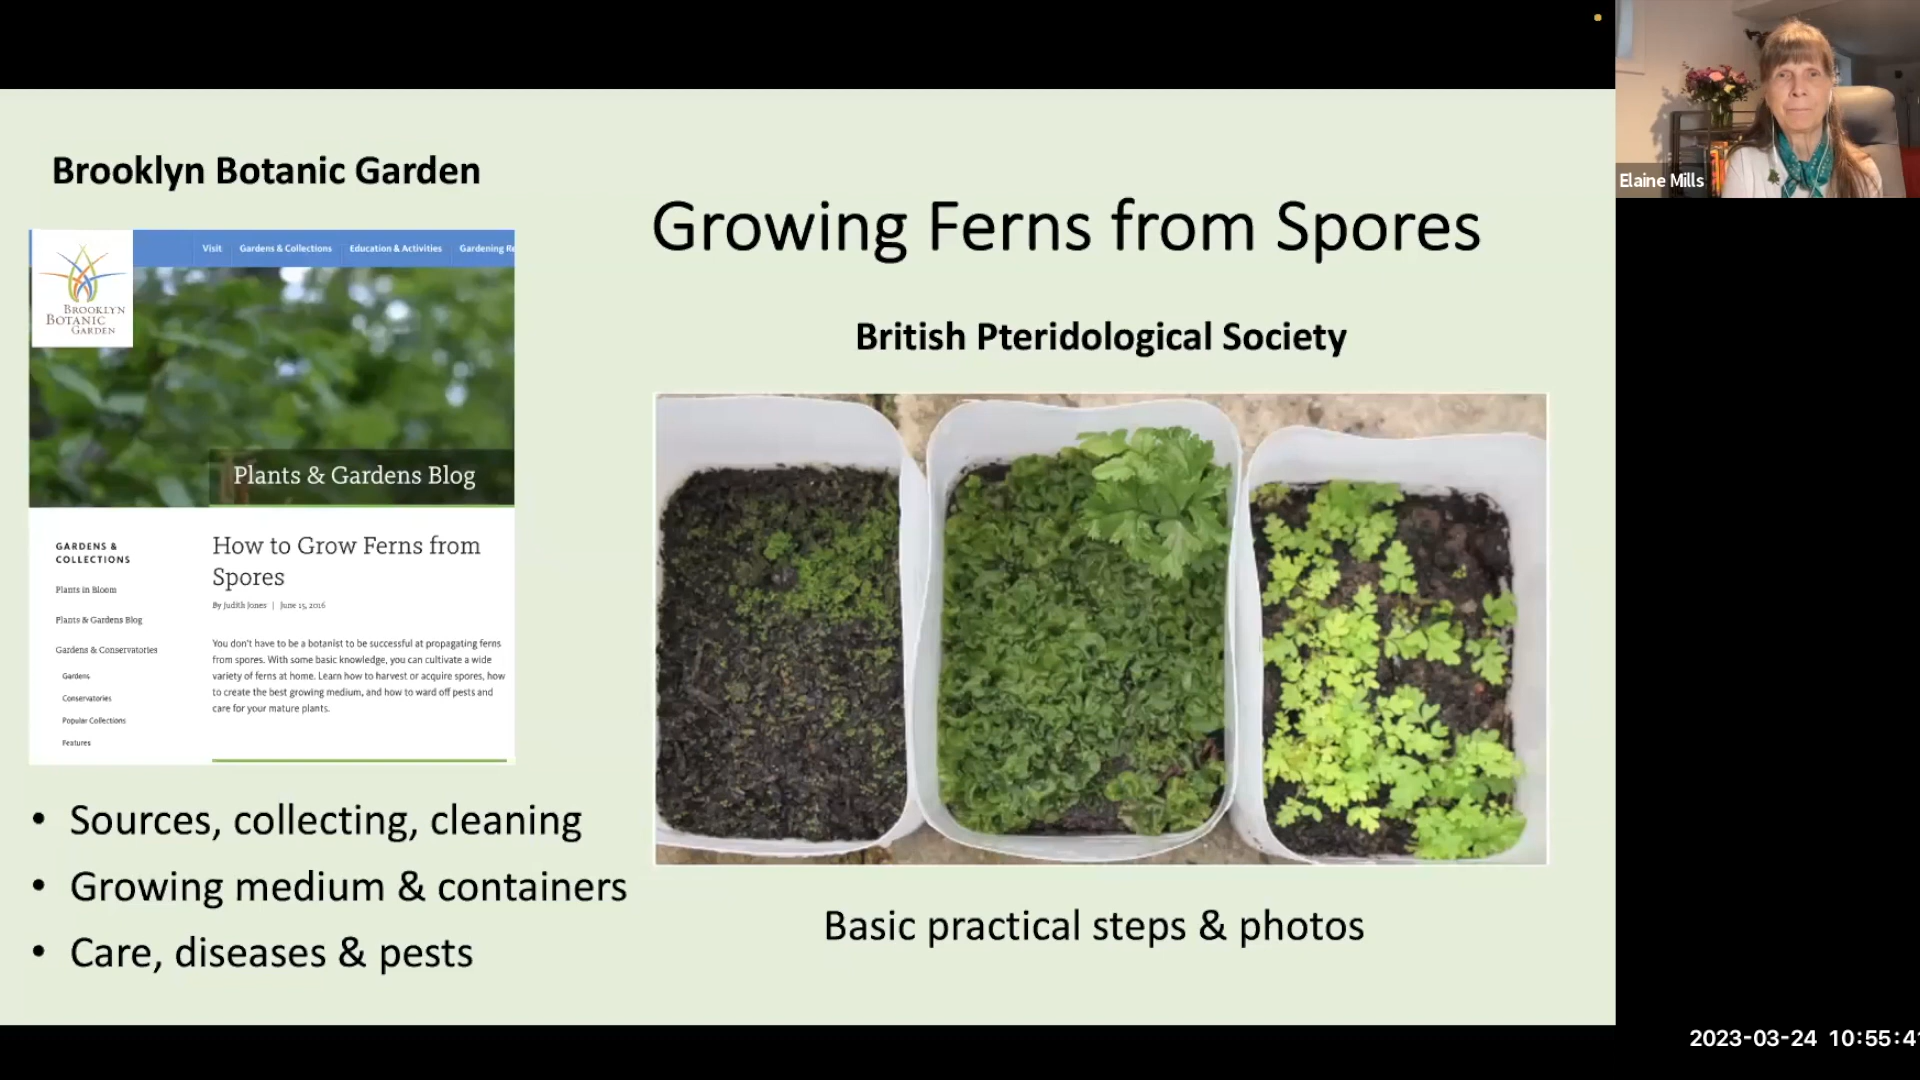 Elaine Mills
Brooklyn Botanic Garden
Growing Ferns from Spores
Visit Gardens & Collections Education & Activities Gardening Re
BROOKLYN
BOTANIC
GARDEN
Plants & Gardens Blog
GARDENS &
COLLECTIONS
Plants in Bloom
Plants & Gardens Blog
Gardens & Conservatories
Gardens
Conservatories
Popular Collections
Features
How to Grow Ferns from
Spores
By Judith Jones | June 15, 2016
You don't have to be a botanist to be successful at propagating ferns
from spores. With some basic knowledge, you can cultivate a wide
variety of ferns at home. Learn how to harvest or acquire spores, how
to create the best growing medium, and how to ward off pests and
care for your mature plants.
• Sources, collecting, cleaning
• Growing medium & containers
• Care, diseases & pests
British Pteridological Society
Basic practical steps & photos
2023-03-24 10:55:41